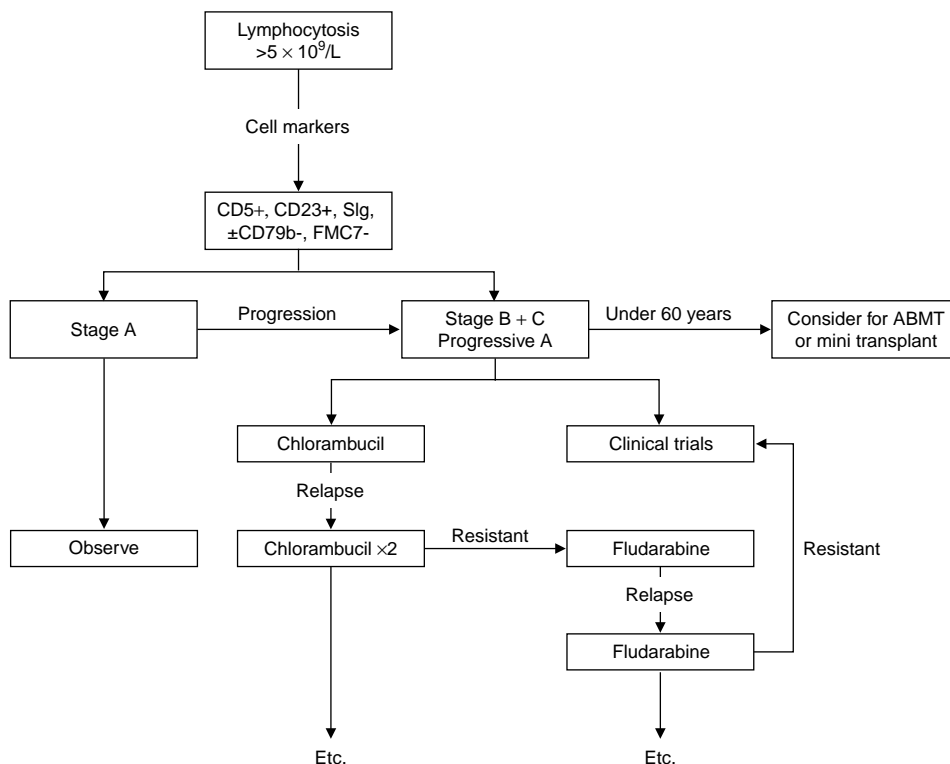 Lymphocytosis
>5 × 10⁹/L
Cell markers
CD5+, CD23+, SIg,
±CD79b-, FMC7-
Stage A
Progression
Stage B + C
Progressive A
Under 60 years
Consider for ABMT
or mini transplant
Chlorambucil
Clinical trials
Relapse
Observe
Chlorambucil ×2
Resistant
Fludarabine
Resistant
Relapse
Fludarabine
Etc.
Etc.